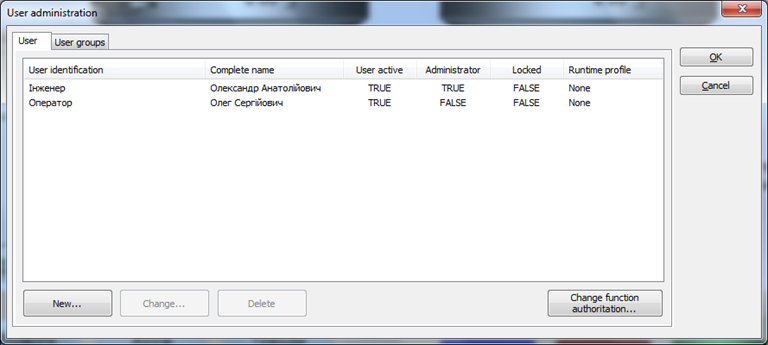 User administration
User
User groups
User identification Complete name User active Administrator Locked Runtime profile
Інженер Олександр Анатолійович TRUE TRUE FALSE None
Оператор Олег Сергійович TRUE FALSE FALSE None
OK
Cancel
New... Change... Delete
Change function
authoritation...